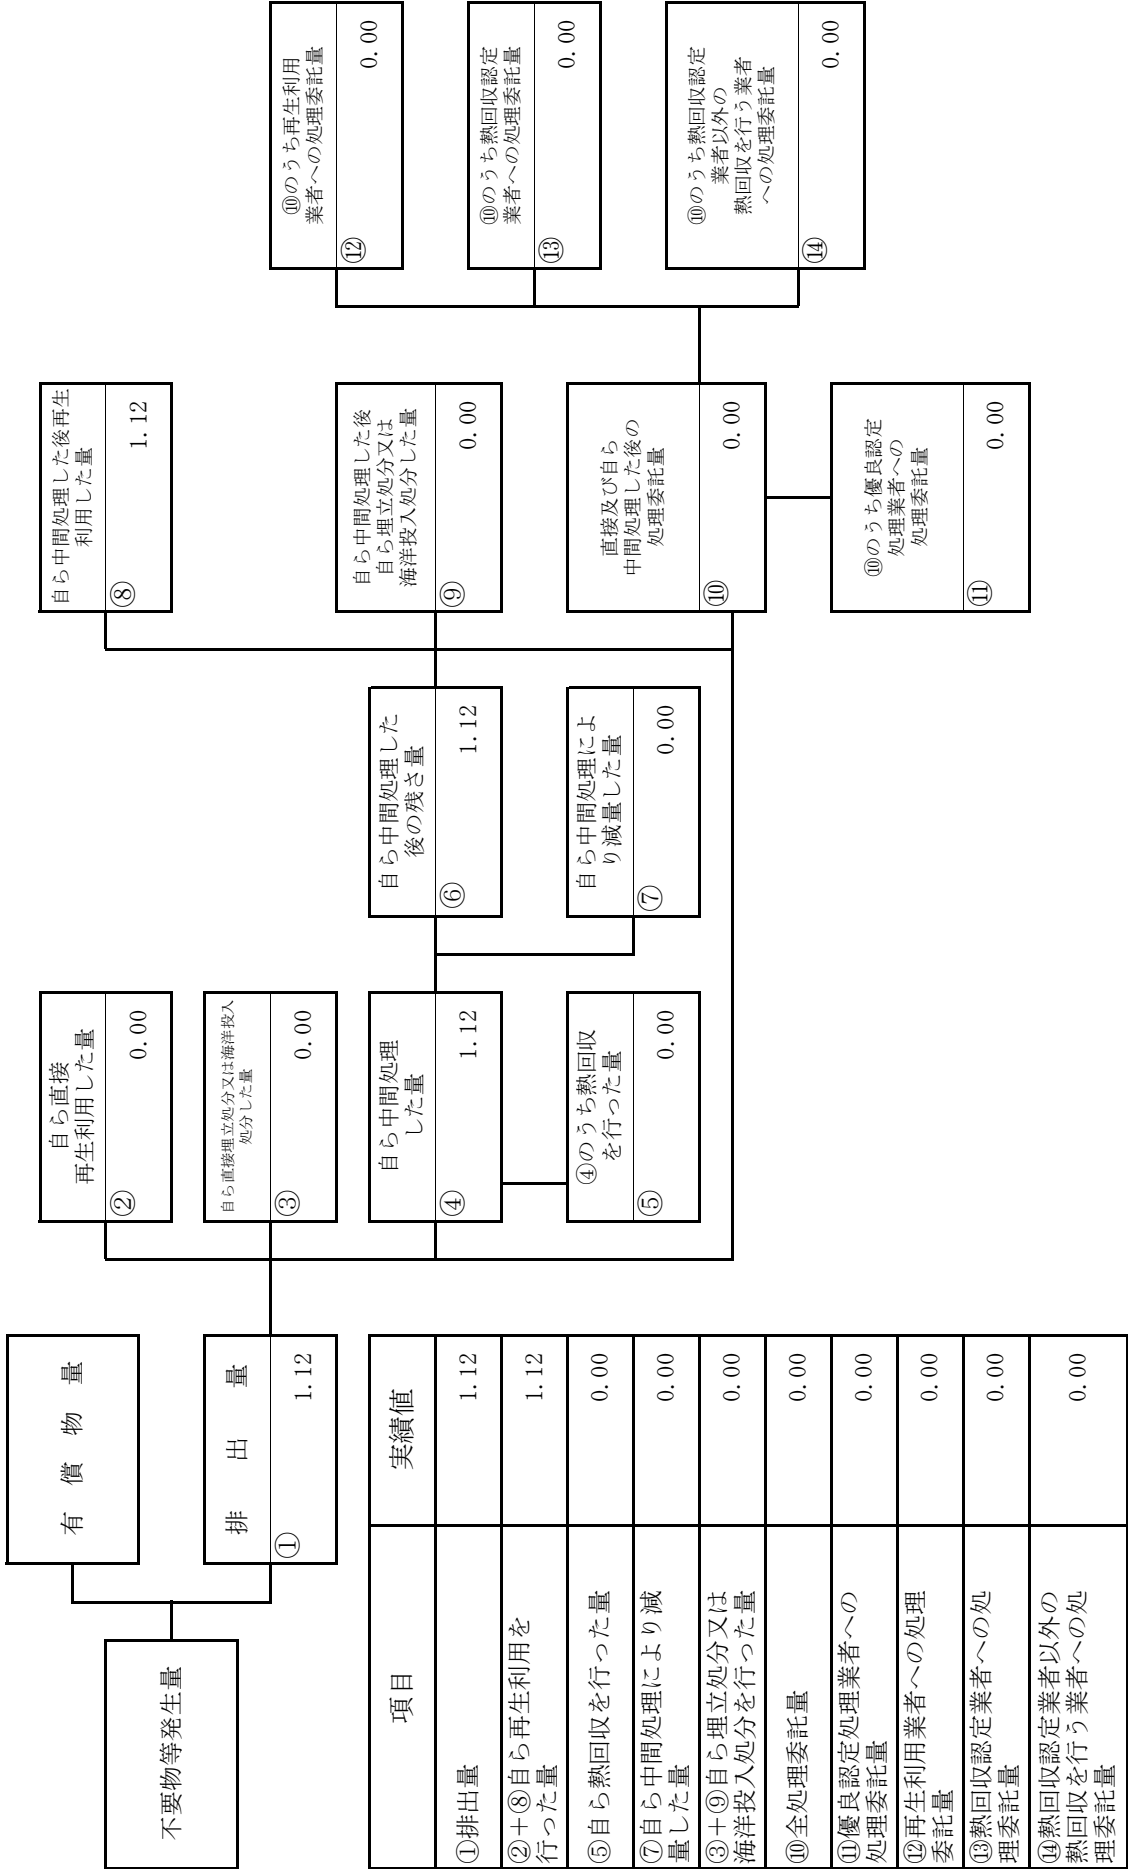 不要物等発生量
有償物量
排出量
①
1.12
自ら直接
再生利用した量
②
0.00
自ら直接埋立処分又は海洋投入
処分した量
③
0.00
自ら中間処理
した量
④
1.12
④のうち熱回収
を行った量
⑤
0.00
自ら中間処理した
後の残さ量
⑥
1.12
自ら中間処理によ
り減量した量
⑦
0.00
自ら中間処理した後再生
利用した量
⑧
1.12
自ら中間処理した後
自ら埋立処分又は
海洋投入処分した量
⑨
0.00
直接及び自ら
中間処理した後の
処理委託量
⑩
0.00
⑩のうち優良認定
処理業者への
処理委託量
⑪
0.00
⑩のうち再生利用
業者への処理委託量
⑫
0.00
⑩のうち熱回収認定
業者への処理委託量
⑬
0.00
⑩のうち熱回収認定
業者以外の
熱回収を行う業者
への処理委託量
⑭
0.00
項目 実績値
①排出量 1.12
②+⑧自ら再生利用を
行った量 1.12
⑤自ら熱回収を行った量 0.00
⑦自ら中間処理により減
量した量 0.00
③+⑨自ら埋立処分又は
海洋投入処分を行った量 0.00
⑩全処理委託量 0.00
⑪優良認定処理業者への
処理委託量 0.00
⑫再生利用業者への処理
委託量 0.00
⑬熱回収認定業者への処
理委託量 0.00
⑭熱回収認定業者以外の
熱回収を行う業者への処
理委託量 0.00